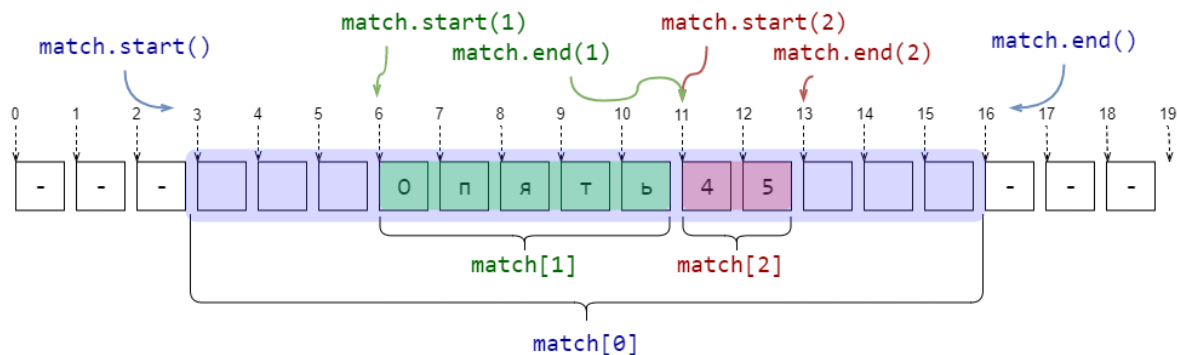 match.start(1) match.start(2)
match.start() match.end(1) match.end(2) match.end()
0 1 2 3 4 5 6 7 8 9 10 11 12 13 14 15 16 17 18 19
- - - О п я т ь 4 5 - - -
match[1] match[2]
match[0]